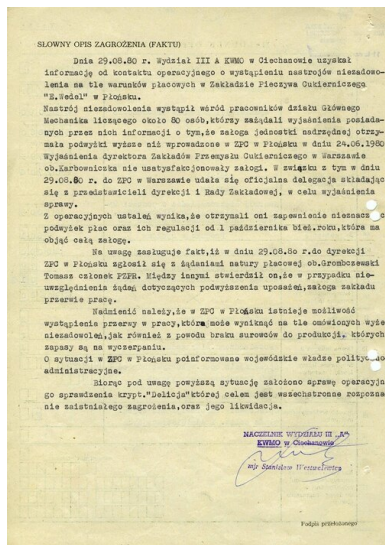 SŁOWNY OPIS ZAGROŻENIA (FAKTU)
Dnia 29.08.80 r. Wydział III A KWMO w Ciechanowie uzyskał
informację od kontaktu operacyjnego o wystąpieniu nastrojów niezadowo-
lenia na tle warunków płacowych w Zakładzie Pieczywa Cukierniczego
"E.Wedel" w Płońsku.
Nastrój niezadowolenia wystąpił wśród pracowników działu Głównego
Mechanika liczącego około 80 osób, którzy zażądali wyjaśnienia posiada-
nych przez nich informacji o tym, że załoga jednostki nadrzędnej otrzy-
mała podwyżki wyższe niż wprowadzone w ZPC w Płońsku w dniu 24.06.1980
Wyjaśnienia dyrektora Zakładów Przemysłu Cukierniczego w Warszawie
ob.Karbowniczka nie usatysfakcjonowały załogi. W związku z tym w dniu
29.08.80 r. do ZPC w Warszawie udała się oficjalna delegacja składając
się z przedstawicieli dyrekcji i Rady Zakładowej, w celu wyjaśnienia
sprawy.
Z operacyjnych ustaleń wynika, że otrzymali oni zapewnienie nieznaczn
podwyżek płac oraz ich regulacji od 1 października bież.roku, która ma
objąć całą załogę.
Na uwagę zasługuje fakt, iż w dniu 29.08.80 r.do dyrekcji
ZPC w Płońsku zgłosił się z żądaniami natury płacowej ob.Grombczewski
Tomasz członek PZPR. Między innymi stwierdził on, że w przypadku nie-
uwzględnienia żądań dotyczących podwyższenia uposażeń, załoga zakładu
przerwie pracę.
Nadmienić należy, że w ZPC w Płońsku istnieje możliwość
wystąpienia przerwy w pracy, która może wyniknąć na tle omówionych wyże
niezadowoleń, jak również z powodu braku surowców do produkcji, których
zapasy są na wyczerpaniu.
O sytuacji w ZPC w Płońsku poinformowane wojewódzkie władze polityc do
administracyjne.
Biorąc pod uwagę powyższą sytuację założono sprawę operacyjn
go sprawdzenia krypt."Delicja" której celem jest wszechstronne rozpozna
nie zaistniałego zagrożenia, oraz jego likwidacja.
NACZELNIK WYDZIAŁU III „A"
KWMO w Ciechanowie
mjr Stanisław
Podpis przełożonego